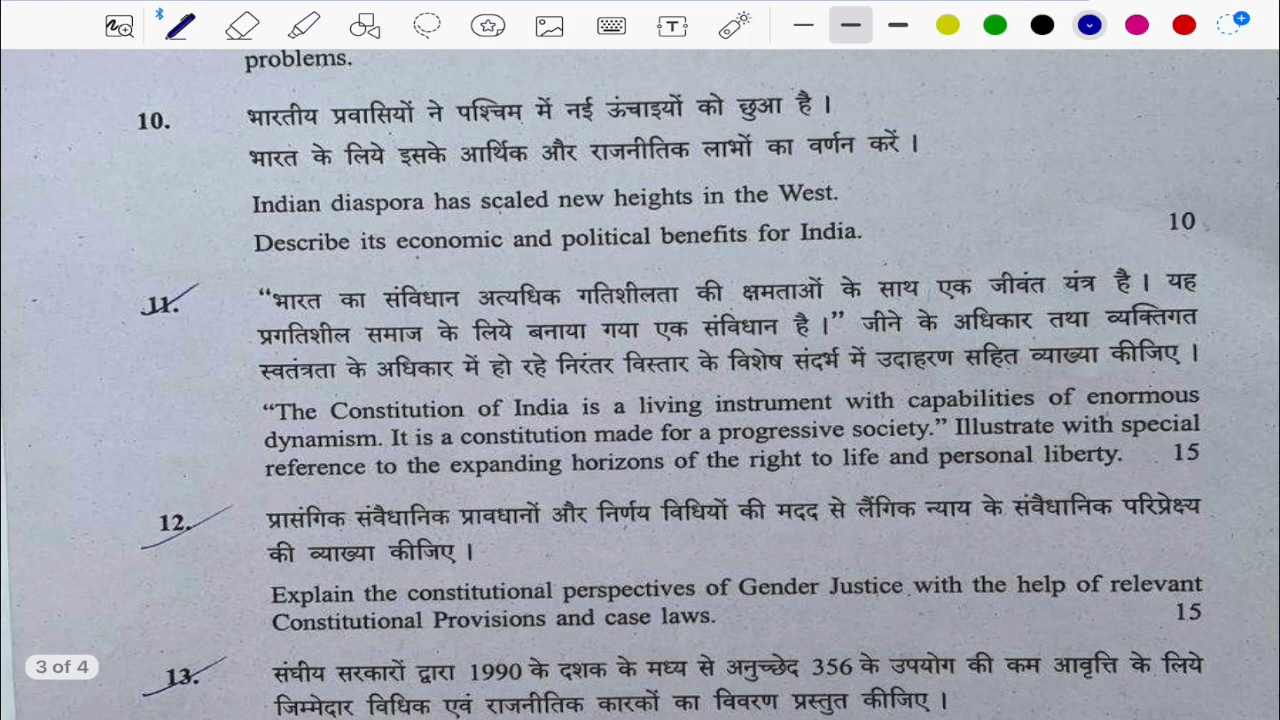 problems.
10.
भारतीय प्रवासियों ने पश्चिम में नई ऊंचाइयों को छुआ है ।
भारत के लिये इसके आर्थिक और राजनीतिक लाभों का वर्णन करें ।
Indian diaspora has scaled new heights in the West.
Describe its economic and political benefits for India.
10
11.
“भारत का संविधान अत्यधिक गतिशीलता की क्षमताओं के साथ एक जीवंत यंत्र है । यह
प्रगतिशील समाज के लिये बनाया गया एक संविधान है ।” जीने के अधिकार तथा व्यक्तिगत
स्वतंत्रता के अधिकार में हो रहे निरंतर विस्तार के विशेष संदर्भ में उदाहरण सहित व्याख्या कीजिए ।
“The Constitution of India is a living instrument with capabilities of enormous
dynamism. It is a constitution made for a progressive society.” Illustrate with special
reference to the expanding horizons of the right to life and personal liberty. 15
12.
प्रासंगिक संवैधानिक प्रावधानों और निर्णय विधियों की मदद से लैंगिक न्याय के संवैधानिक परिप्रेक्ष्य
की व्याख्या कीजिए ।
Explain the constitutional perspectives of Gender Justice with the help of relevant
Constitutional Provisions and case laws. 15
3 of 4
13.
संघीय सरकारों द्वारा 1990 के दशक के मध्य से अनुच्छेद 356 के उपयोग की कम आवृत्ति के लिये
जिम्मेदार विधिक एवं राजनीतिक कारकों का विवरण प्रस्तुत कीजिए ।